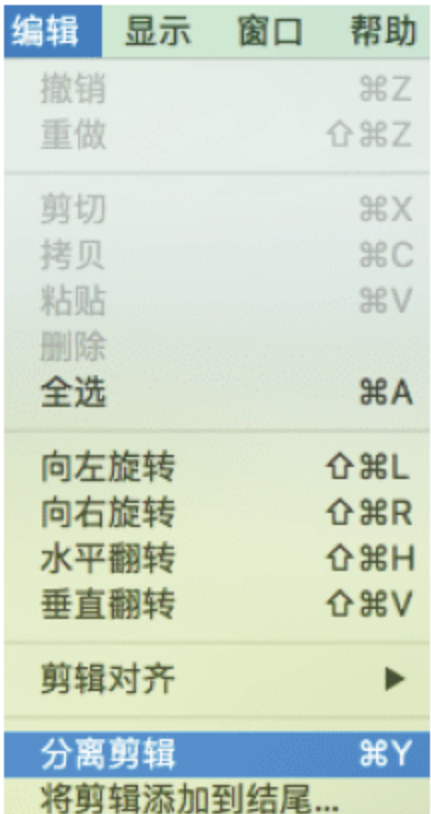 编辑 显示 窗口 帮助
撤销 ⌘Z
重做 ⇧⌘Z
剪切 ⌘X
拷贝 ⌘C
粘贴 ⌘V
删除
全选 ⌘A
向左旋转 ⇧⌘L
向右旋转 ⇧⌘R
水平翻转 ⇧⌘H
垂直翻转 ⇧⌘V
剪辑对齐 ▶
分离剪辑 ⌘Y
将剪辑添加到结尾...